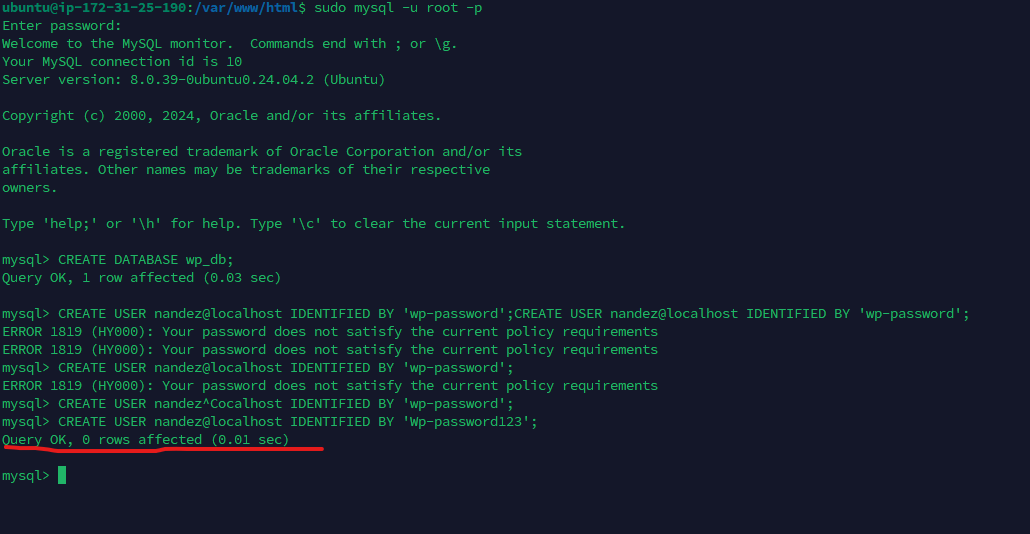 ubuntu@ip-172-31-25-190:/var/www/html$ sudo mysql -u root -p
Enter password:
Welcome to the MySQL monitor.  Commands end with ; or \g.
Your MySQL connection id is 10
Server version: 8.0.39-0ubuntu0.24.04.2 (Ubuntu)
Copyright (c) 2000, 2024, Oracle and/or its affiliates.
Oracle is a registered trademark of Oracle Corporation and/or its
affiliates. Other names may be trademarks of their respective
owners.
Type 'help;' or '\h' for help. Type '\c' to clear the current input statement.
mysql> CREATE DATABASE wp_db;
Query OK, 1 row affected (0.03 sec)
mysql> CREATE USER nandez@localhost IDENTIFIED BY 'wp-password';CREATE USER nandez@localhost IDENTIFIED BY 'wp-password';
ERROR 1819 (HY000): Your password does not satisfy the current policy requirements
ERROR 1819 (HY000): Your password does not satisfy the current policy requirements
mysql> CREATE USER nandez@localhost IDENTIFIED BY 'wp-password';
ERROR 1819 (HY000): Your password does not satisfy the current policy requirements
mysql> CREATE USER nandez^Cocalhost IDENTIFIED BY 'wp-password';
mysql> CREATE USER nandez@localhost IDENTIFIED BY 'Wp-password123';
Query OK, 0 rows affected (0.01 sec)
mysql>